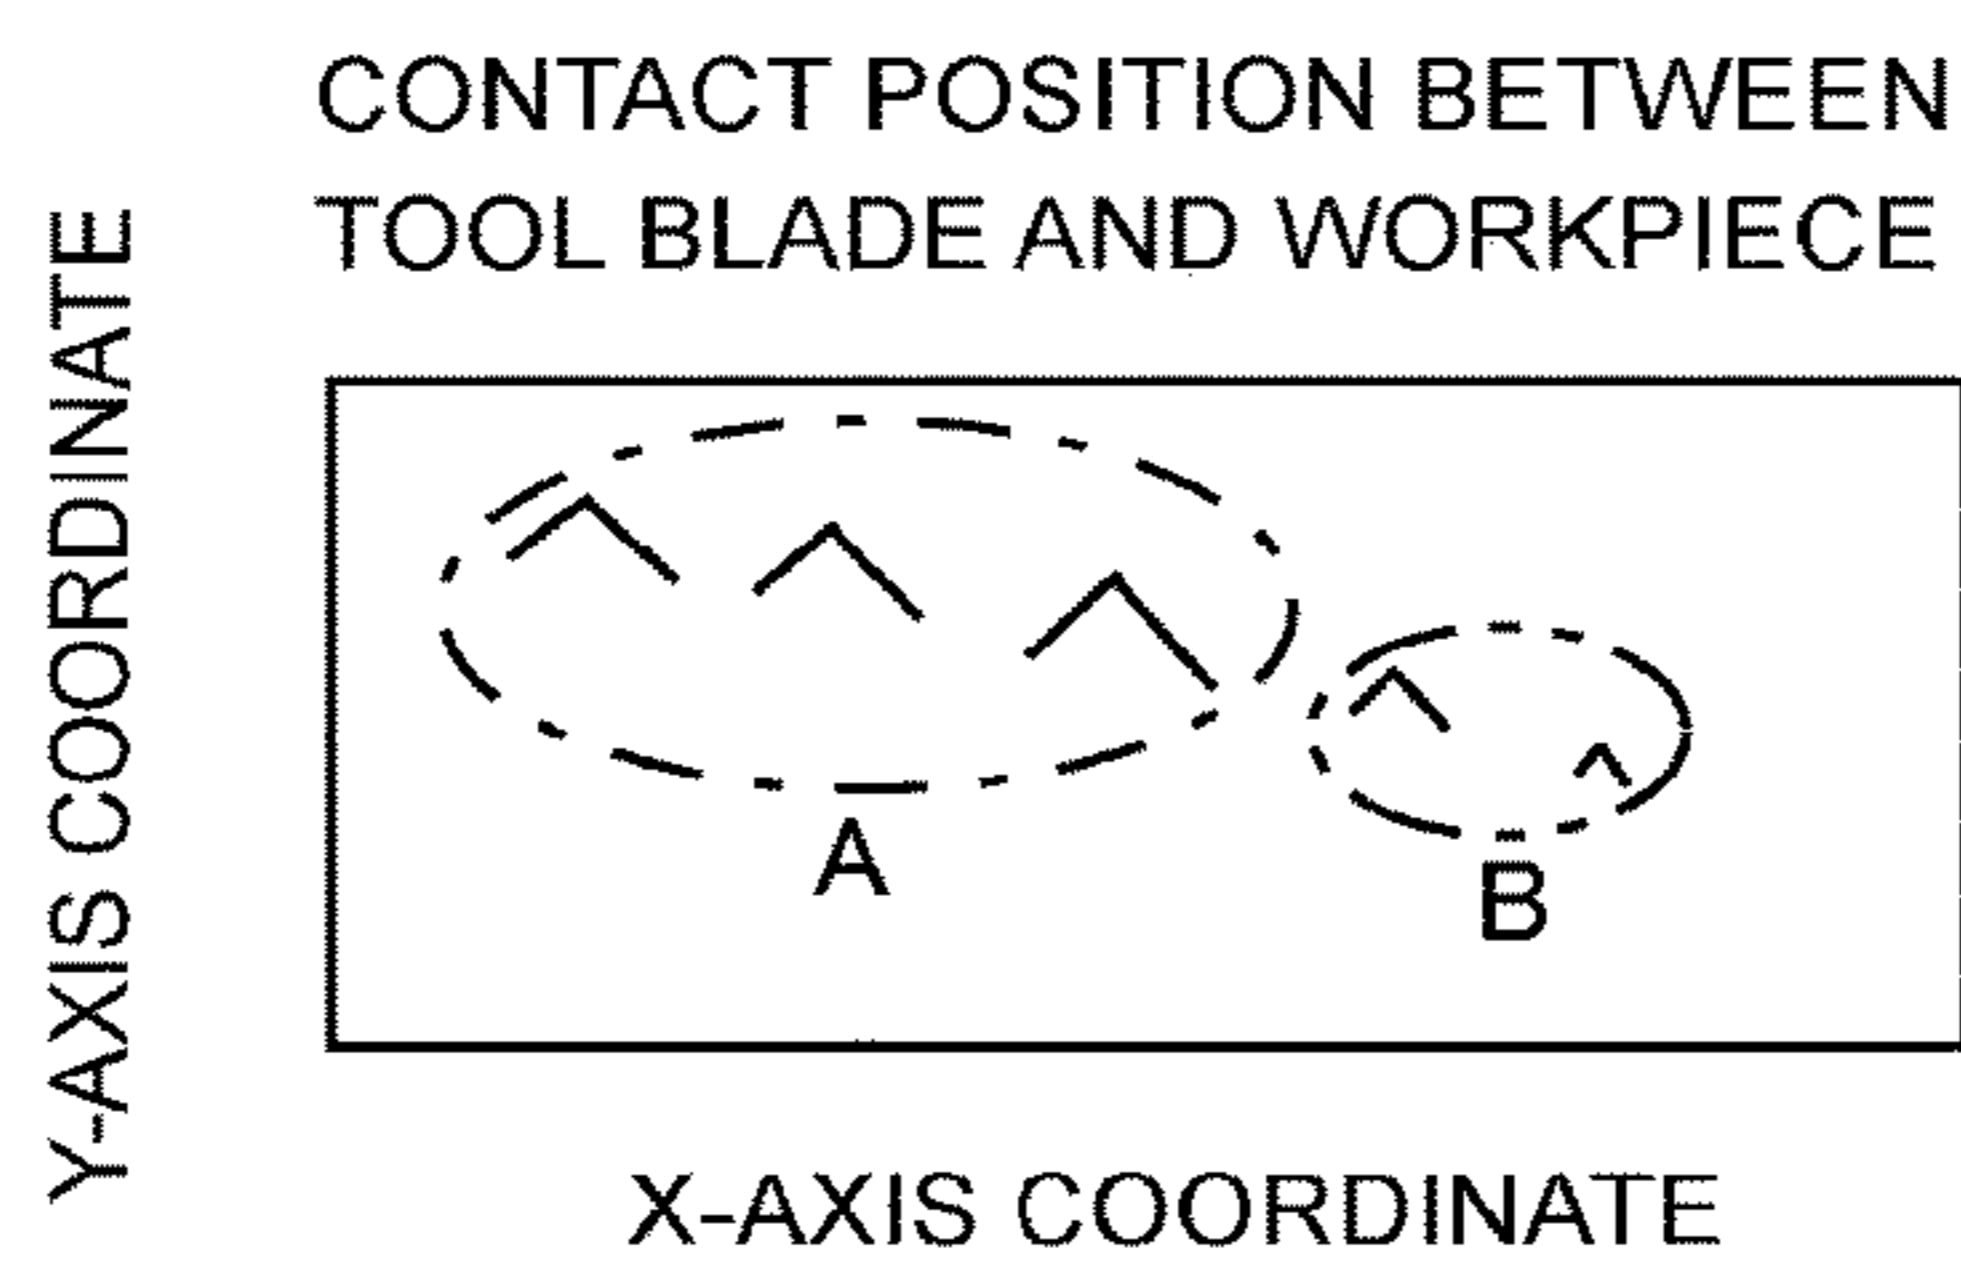 CONTACT POSITION BETWEEN
TOOL BLADE AND WORKPIECE
Y-AXIS COORDINATE
A
B
X-AXIS COORDINATE